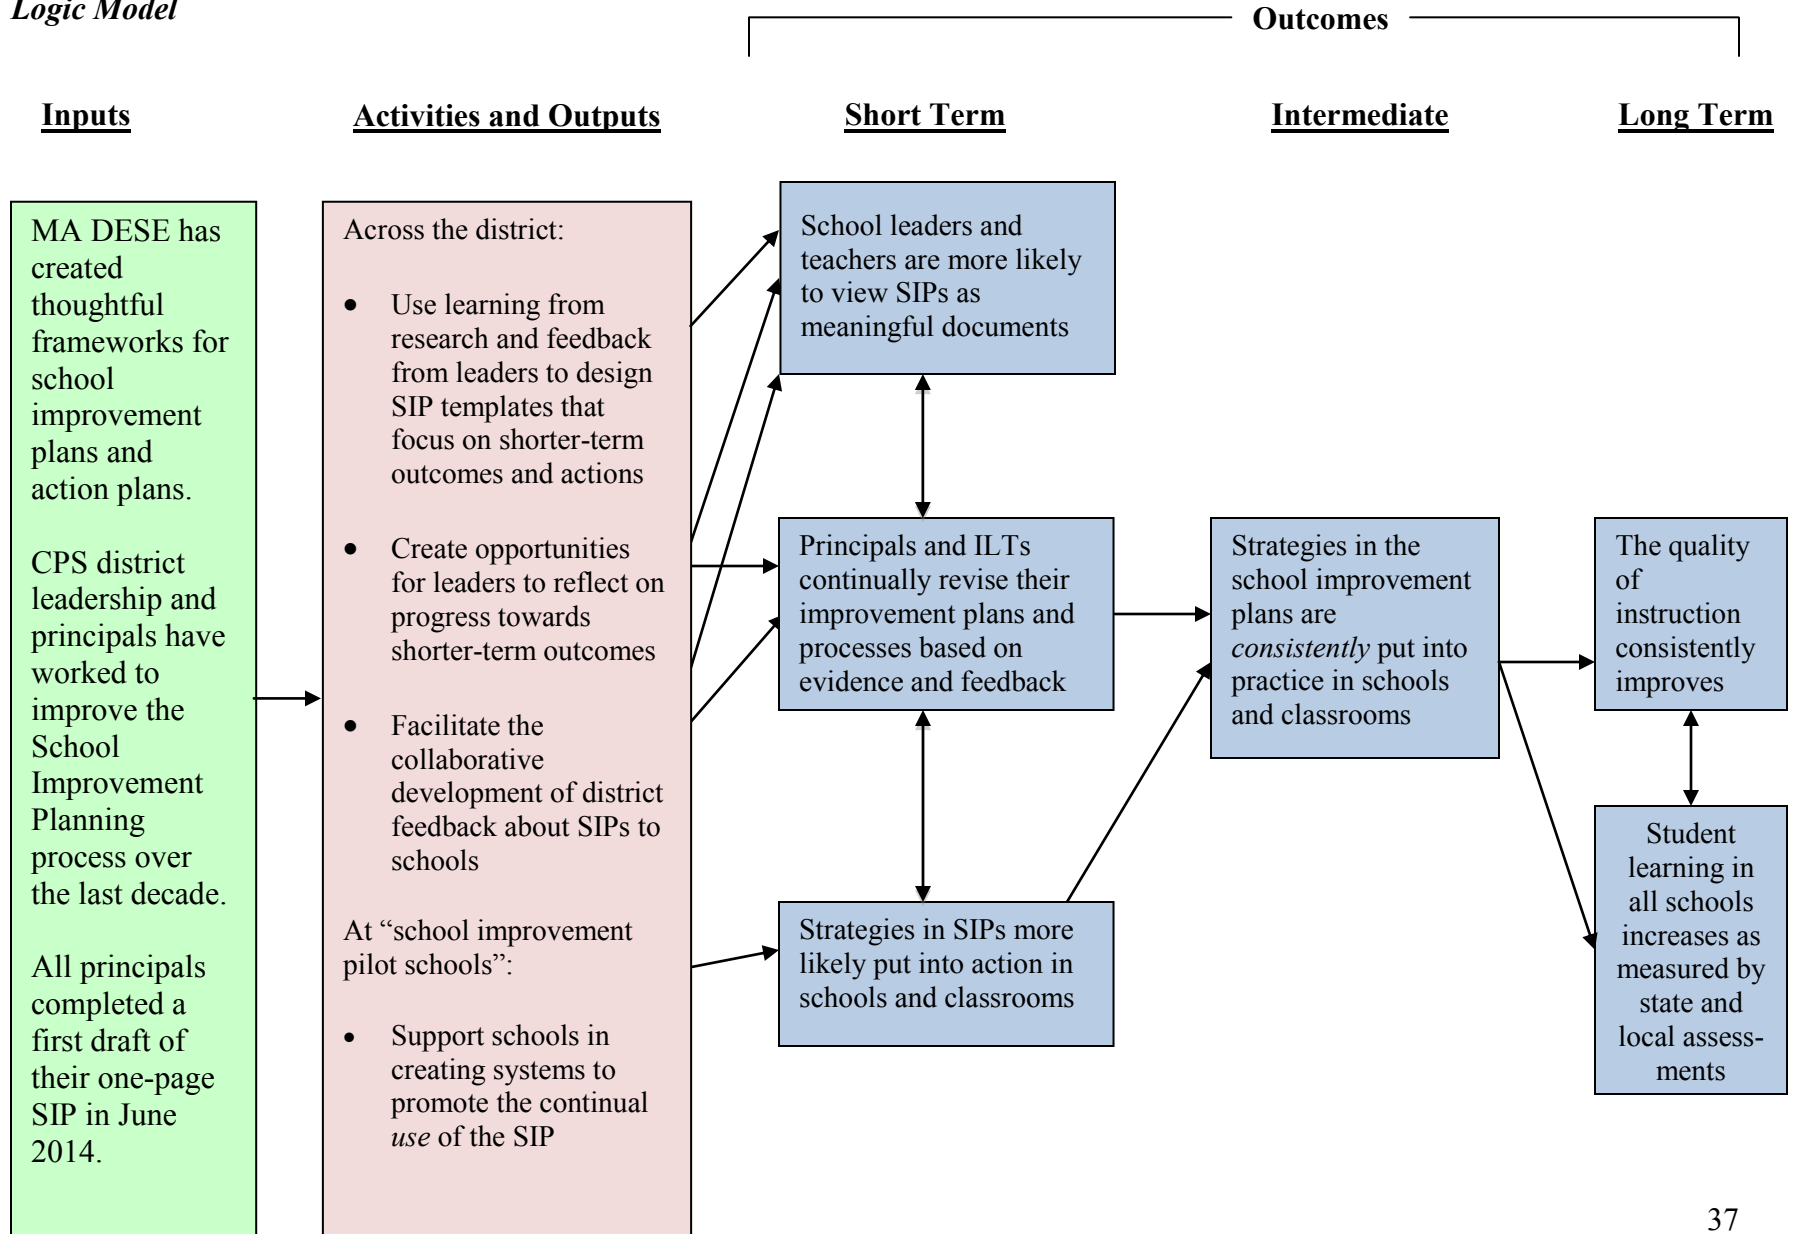 Logic Model
Outcomes
Inputs
Activities and Outputs
Short Term
Intermediate
Long Term
MA DESE has
created
thoughtful
frameworks for
school
improvement
plans and
action plans.
CPS district
leadership and
principals have
worked to
improve the
School
Improvement
Planning
process over
the last decade.
All principals
completed a
first draft of
their one-page
SIP in June
2014.
Across the district:
• Use learning from
research and feedback
from leaders to design
SIP templates that
focus on shorter-term
outcomes and actions
• Create opportunities
for leaders to reflect on
progress towards
shorter-term outcomes
• Facilitate the
collaborative
development of district
feedback about SIPs to
schools
At “school improvement
pilot schools”:
• Support schools in
creating systems to
promote the continual
use of the SIP
School leaders and
teachers are more likely
to view SIPs as
meaningful documents
Principals and ILTs
continually revise their
improvement plans and
processes based on
evidence and feedback
Strategies in SIPs more
likely put into action in
schools and classrooms
Strategies in the
school improvement
plans are
consistently put into
practice in schools
and classrooms
The quality
of
instruction
consistently
improves
Student
learning in
all schools
increases as
measured by
state and
local assess-
ments
37